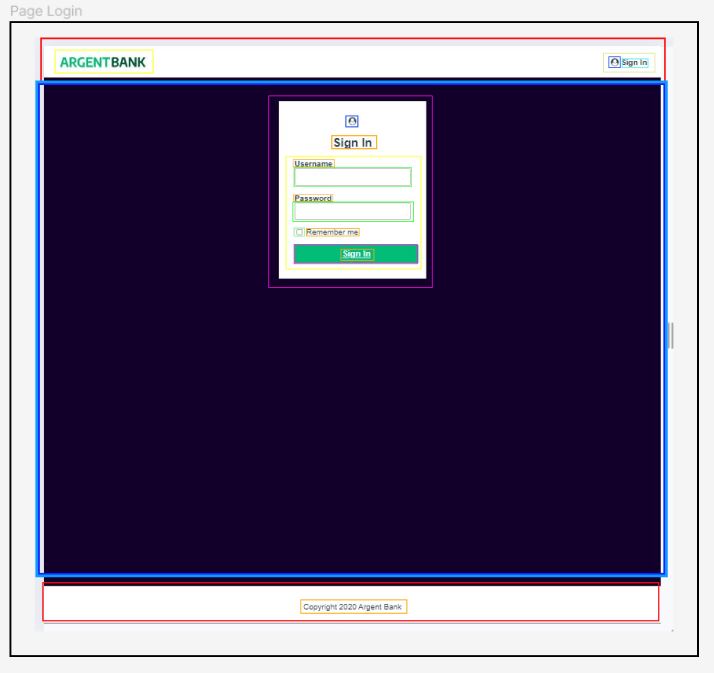 Page Login
ARGENTBANK
Sign In
Sign In
Username
Password
Remember me
Sign In
Copyright 2020 Argent Bank